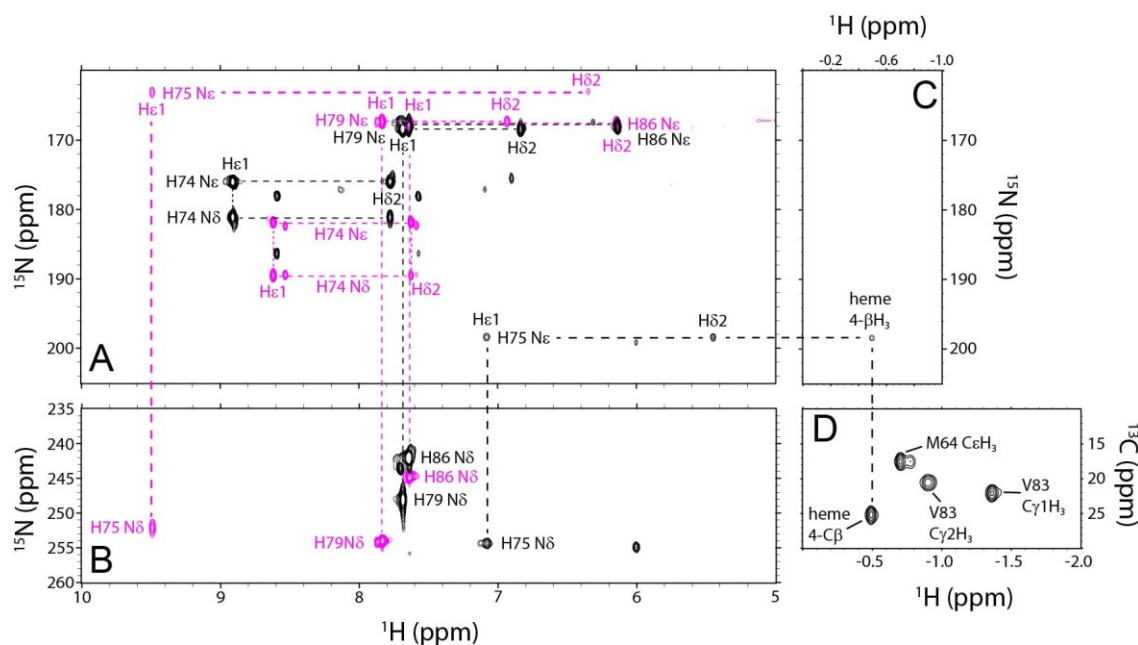 ¹H (ppm)
-0.2 -0.6 -1.0
C
170
180
190
200
¹⁵N (ppm)
heme
4-βH₃
H75 Nε
Hε1
Hδ2
Hε1 Hε1 Hδ2
H79 Nε
H86 Nε
H79 Nε
H86 Nε
Hε1
Hδ2
Hδ2
Hε1
H74 Nε
Hδ2
H74 Nδ
H74 Nε
Hε1
H74 Nδ
Hδ2
Hε1
H75 Nε
Hδ2
170
180
190
200
¹⁵N (ppm)
A
235
240
245
250
255
260
¹⁵N (ppm)
H86 Nδ
H86 Nδ
H79 Nδ
H75 Nδ
H79Nδ
H75 Nδ
B
10 9 8 7 6 5
¹H (ppm)
D
M64 CεH₃
V83
Cγ1H₃
heme
4-Cβ
V83
Cγ2H₃
15
20
25
¹³C (ppm)
-0.5 -1.0 -1.5 -2.0
¹H (ppm)